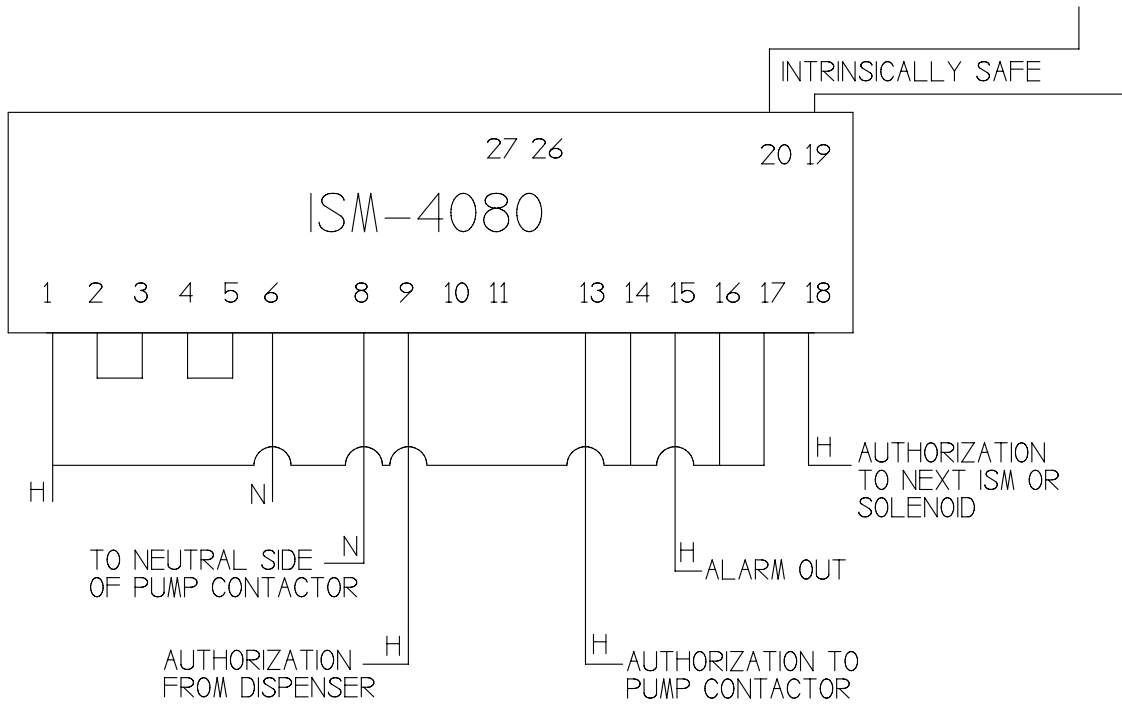 INTRINSICALLY SAFE
27 26
20 19
ISM-4080
1 2 3 4 5 6 8 9 10 11 13 14 15 16 17 18
H
N
H
AUTHORIZATION
TO NEXT ISM OR
SOLENOID
TO NEUTRAL SIDE
OF PUMP CONTACTOR
N
H
ALARM OUT
AUTHORIZATION
FROM DISPENSER
H
H
AUTHORIZATION TO
PUMP CONTACTOR